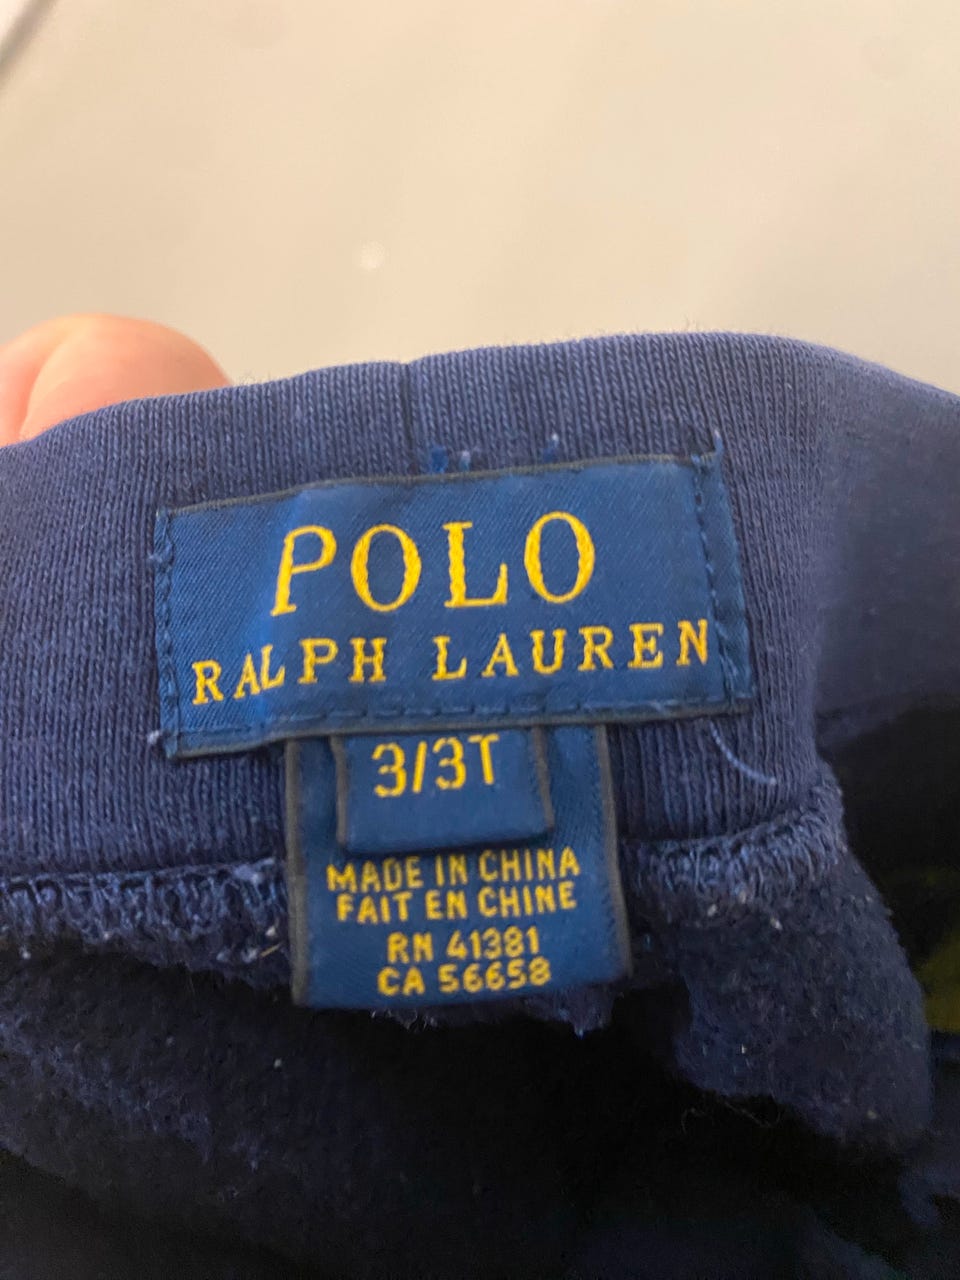 POLO
RALPH LAUREN
3/3T
MADE IN CHINA
FAIT EN CHINE
RN 41381
CA 56658